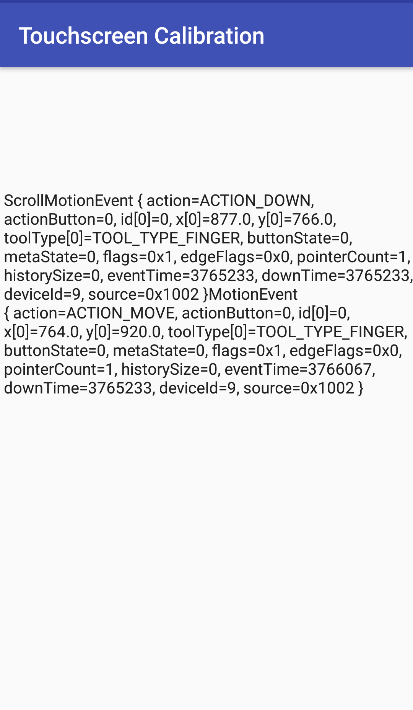 Touchscreen Calibration
ScrollMotionEvent { action=ACTION_DOWN,
actionButton=0, id[0]=0, x[0]=877.0, y[0]=766.0,
toolType[0]=TOOL_TYPE_FINGER, buttonState=0,
metaState=0, flags=0x1, edgeFlags=0x0, pointerCount=1,
historySize=0, eventTime=3765233, downTime=3765233,
deviceId=9, source=0x1002 }MotionEvent
{ action=ACTION_MOVE, actionButton=0, id[0]=0,
x[0]=764.0, y[0]=920.0, toolType[0]=TOOL_TYPE_FINGER,
buttonState=0, metaState=0, flags=0x1, edgeFlags=0x0,
pointerCount=1, historySize=0, eventTime=3766067,
downTime=3765233, deviceId=9, source=0x1002 }